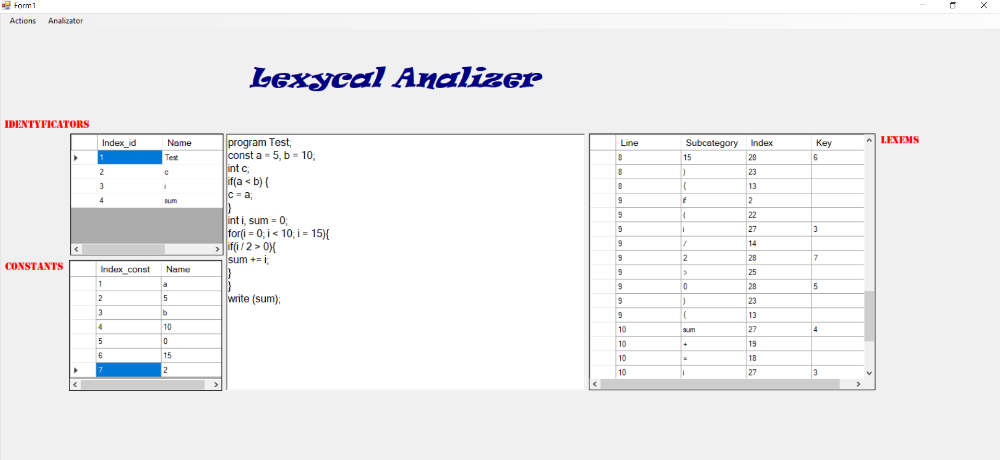 Form1
Actions Analizator
Lexycal Analizer
IDENTYFICATORS
Index_id Name
1 Test
2 c
3 i
4 sum
CONSTANTS
Index_const Name
1 a
2 5
3 b
4 10
5 0
6 15
7 2
program Test;
const a = 5, b = 10;
int c;
if(a < b) {
c = a;
}
int i, sum = 0;
for(i = 0; i < 10; i = 15){
if(i / 2 > 0){
sum += i;
}
}
write (sum);
LEXEMS
Line Subcategory Index Key
8 15 28 6
8 ) 23
8 { 13
9 if 2
9 ( 22
9 i 27 3
9 / 14
9 2 28 7
9 > 25
9 0 28 5
9 ) 23
9 { 13
10 sum 27 4
10 + 19
10 = 18
10 i 27 3